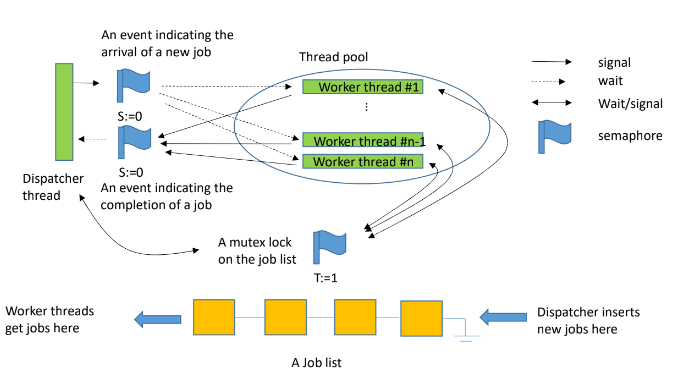 An event indicating the
arrival of a new job
Thread pool
signal
wait
Wait/signal
semaphore
Worker thread #1
⋮
S:=0
Worker thread #n-1
Worker thread #n
S:=0
Dispatcher
thread
An event indicating the
completion of a job
A mutex lock
on the job list
T:=1
Worker threads
get jobs here
Dispatcher inserts
new jobs here
A Job list